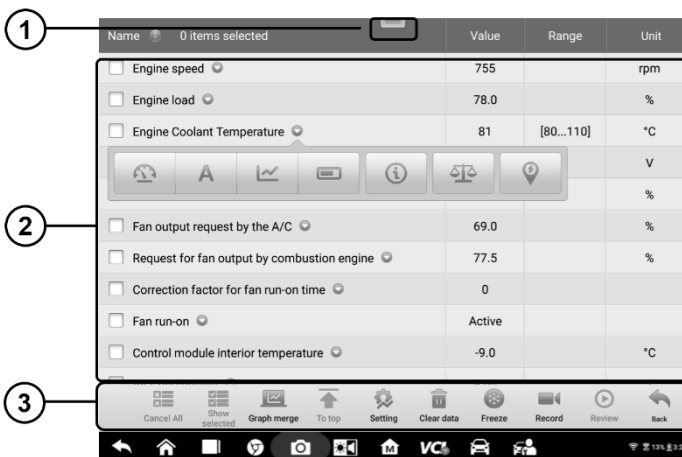 1
Name 0 items selected Value Range Unit
Engine speed 755 rpm
Engine load 78.0 %
Engine Coolant Temperature 81 [80...110] °C
A V
%
2
Fan output request by the A/C 69.0 %
Request for fan output by combustion engine 77.5 %
Correction factor for fan run-on time 0
Fan run-on Active
Control module interior temperature -9.0 °C
3
Cancel All Show selected Graph merge To top Setting Clear data Freeze Record Review Back
M VCI 13%